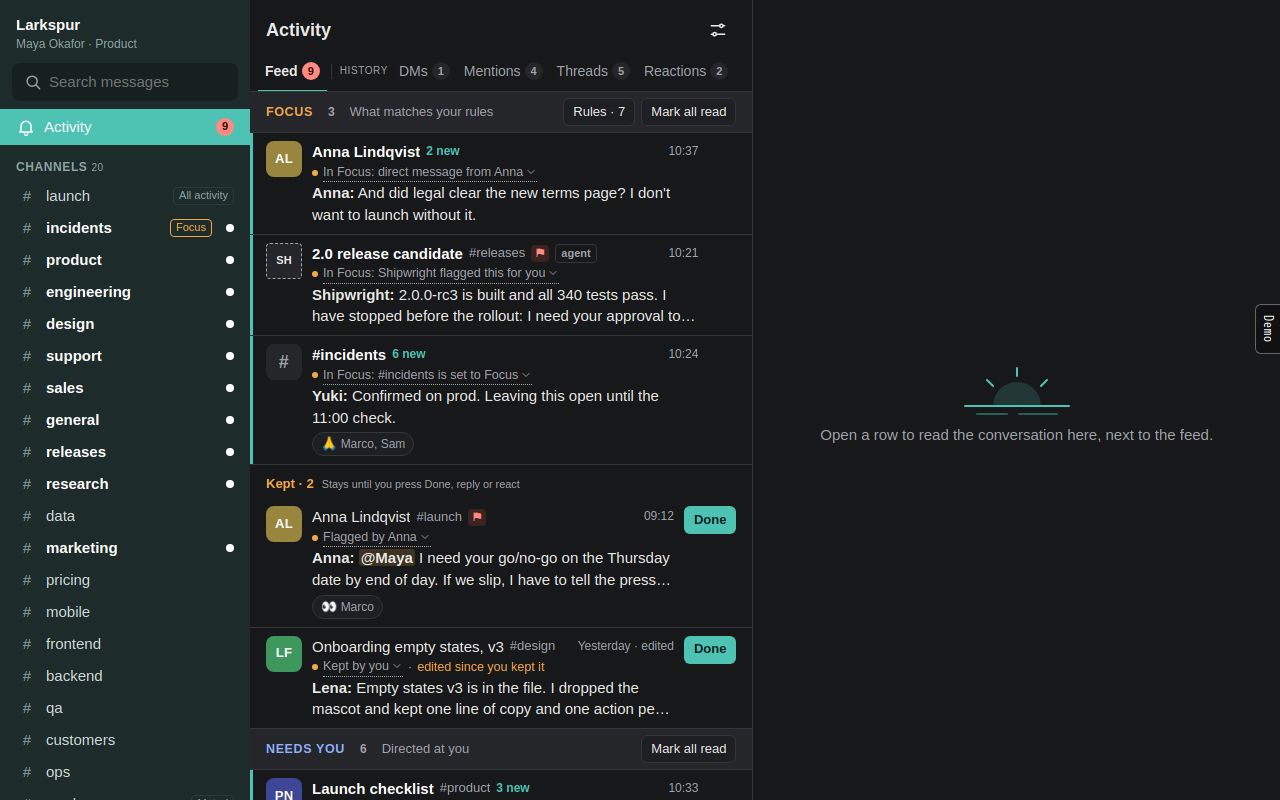 Larkspur
Maya Okafor · Product
Search messages
Activity 9
CHANNELS 20
# launch All activity
# incidents Focus
# product
# engineering
# design
# support
# sales
# general
# releases
# research
# data
# marketing
# pricing
# mobile
# frontend
# backend
# qa
# customers
# ops
Activity
Feed 9 HISTORY DMs 1 Mentions 4 Threads 5 Reactions 2
FOCUS 3 What matches your rules Rules · 7 Mark all read
AL Anna Lindqvist 2 new 10:37
In Focus: direct message from Anna
Anna: And did legal clear the new terms page? I don't
want to launch without it.
SH 2.0 release candidate #releases agent 10:21
In Focus: Shipwright flagged this for you
Shipwright: 2.0.0-rc3 is built and all 340 tests pass. I
have stopped before the rollout: I need your approval to…
# #incidents 6 new 10:24
In Focus: #incidents is set to Focus
Yuki: Confirmed on prod. Leaving this open until the
11:00 check.
🙏 Marco, Sam
Kept · 2 Stays until you press Done, reply or react
AL Anna Lindqvist #launch 09:12 Done
Flagged by Anna
Anna: @Maya I need your go/no-go on the Thursday
date by end of day. If we slip, I have to tell the press…
👀 Marco
LF Onboarding empty states, v3 #design Yesterday · edited Done
Kept by you · edited since you kept it
Lena: Empty states v3 is in the file. I dropped the
mascot and kept one line of copy and one action pe…
NEEDS YOU 6 Directed at you Mark all read
PN Launch checklist #product 3 new 10:33
Open a row to read the conversation here, next to the feed.
Demo